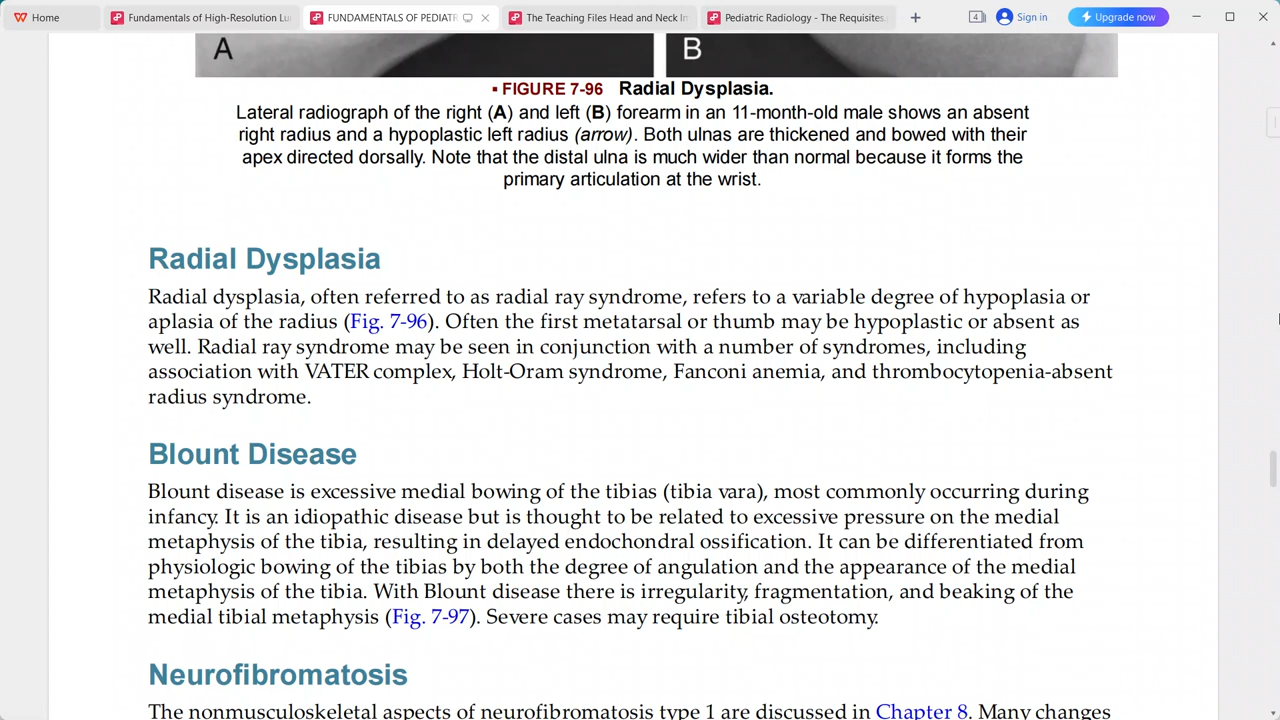 Home
Fundamentals of High-Resolution Lu
FUNDAMENTALS OF PEDIATR
The Teaching Files Head and Neck Im
Pediatric Radiology - The Requisites
4
Sign in
Upgrade now
A
B
▪ FIGURE 7-96 Radial Dysplasia.
Lateral radiograph of the right (A) and left (B) forearm in an 11-month-old male shows an absent
right radius and a hypoplastic left radius (arrow). Both ulnas are thickened and bowed with their
apex directed dorsally. Note that the distal ulna is much wider than normal because it forms the
primary articulation at the wrist.
Radial Dysplasia
Radial dysplasia, often referred to as radial ray syndrome, refers to a variable degree of hypoplasia or
aplasia of the radius (Fig. 7-96). Often the first metatarsal or thumb may be hypoplastic or absent as
well. Radial ray syndrome may be seen in conjunction with a number of syndromes, including
association with VATER complex, Holt-Oram syndrome, Fanconi anemia, and thrombocytopenia-absent
radius syndrome.
Blount Disease
Blount disease is excessive medial bowing of the tibias (tibia vara), most commonly occurring during
infancy. It is an idiopathic disease but is thought to be related to excessive pressure on the medial
metaphysis of the tibia, resulting in delayed endochondral ossification. It can be differentiated from
physiologic bowing of the tibias by both the degree of angulation and the appearance of the medial
metaphysis of the tibia. With Blount disease there is irregularity, fragmentation, and beaking of the
medial tibial metaphysis (Fig. 7-97). Severe cases may require tibial osteotomy.
Neurofibromatosis
The nonmusculoskeletal aspects of neurofibromatosis type 1 are discussed in Chapter 8. Many changes